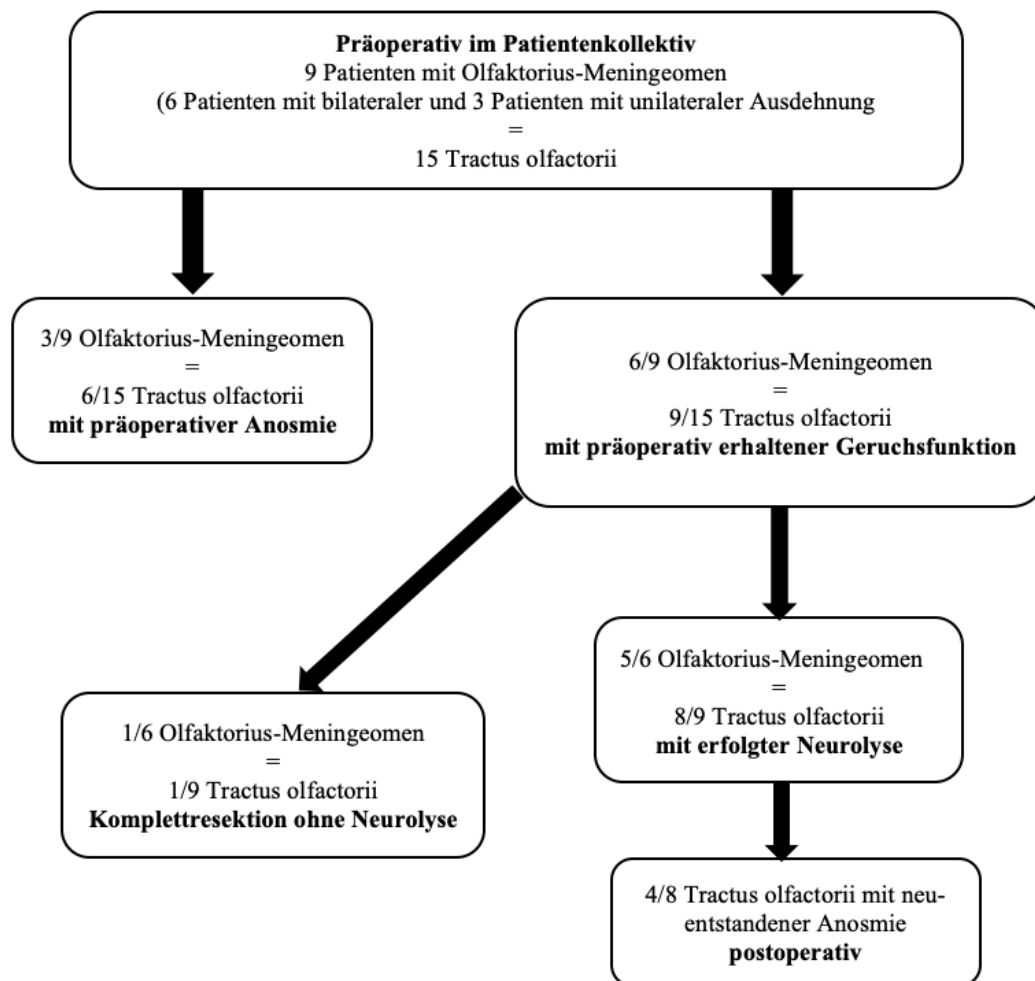 Präoperativ im Patientenkollektiv
9 Patienten mit Olfaktorius-Meningeomen
(6 Patienten mit bilateraler und 3 Patienten mit unilateraler Ausdehnung
=
15 Tractus olfactorii
3/9 Olfaktorius-Meningeomen
=
6/15 Tractus olfactorii
mit präoperativer Anosmie
6/9 Olfaktorius-Meningeomen
=
9/15 Tractus olfactorii
mit präoperativ erhaltener Geruchsfunktion
1/6 Olfaktorius-Meningeomen
=
1/9 Tractus olfactorii
Komplettresektion ohne Neurolyse
5/6 Olfaktorius-Meningeomen
=
8/9 Tractus olfactorii
mit erfolgter Neurolyse
4/8 Tractus olfactorii mit neu-
entstandener Anosmie
postoperativ